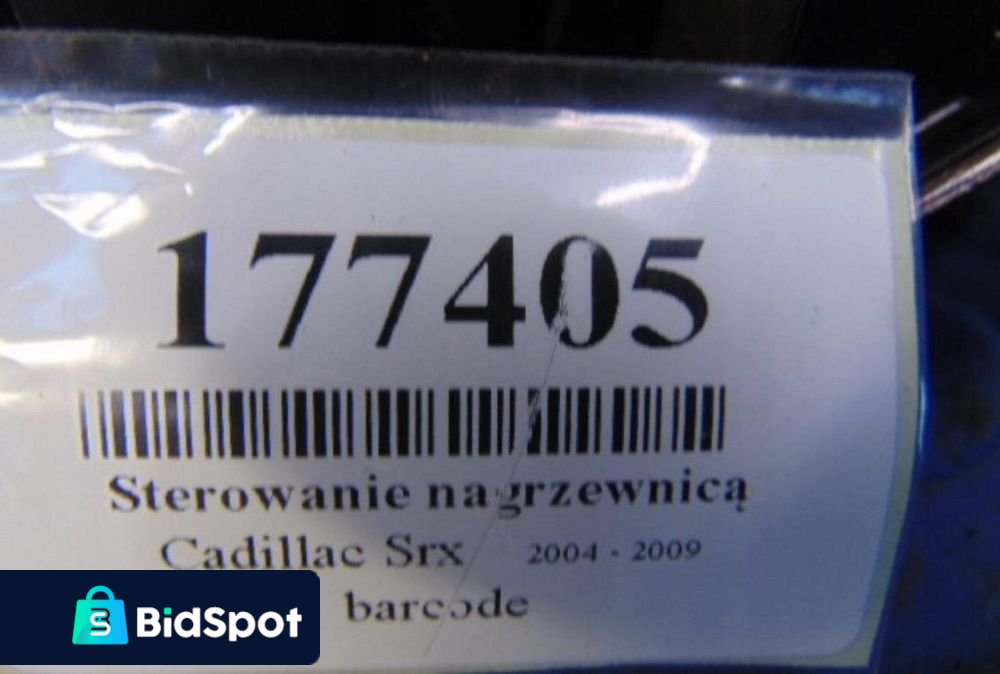 177405
Sterowanie nagrzewnicą
Cadillac Srx 2004 - 2009
barcode
BidSpot